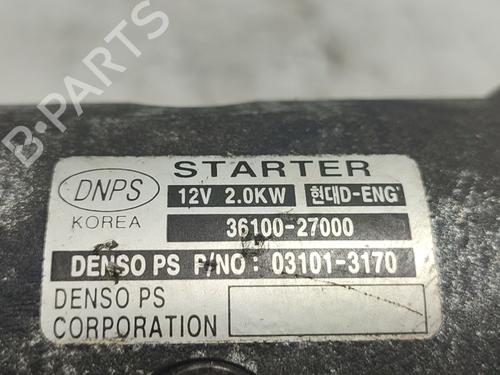 B-PARTS
STARTER
DNPS
KOREA
12V 2.0KW 현대D-ENG'
36100-27000
DENSO PS P/NO : 03101-3170
DENSO PS
CORPORATION